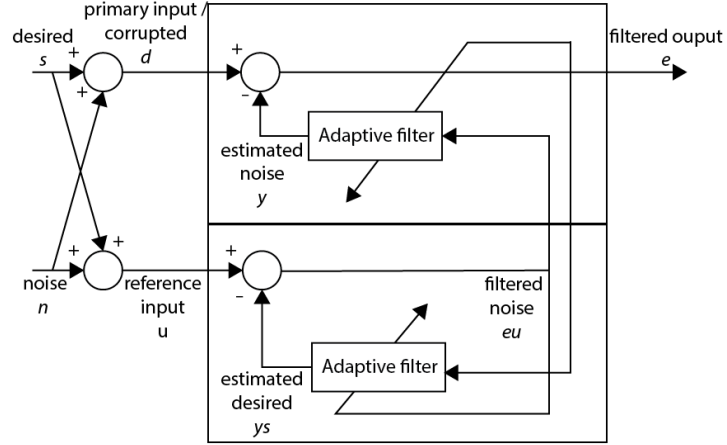 desired
s
+
+
primary input /
corrupted
d
+
–
filtered ouput
e
Adaptive filter
estimated
noise
y
noise
n
+
+
reference
input
u
+
–
filtered
noise
eu
Adaptive filter
estimated
desired
ys